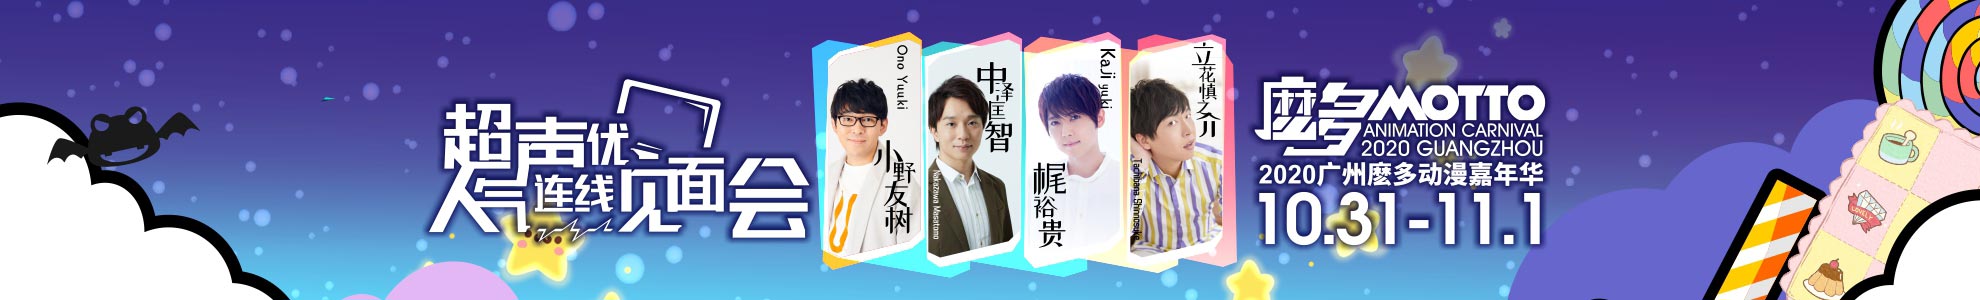 超人气声优
连线见面会
Ono Yuuki
小野友树
中泽匡智
Nakazawa Masatomo
KaJi yuki
梶裕贵
立花慎之介
Tachibana Shinnosuke
麽多MOTTO
ANIMATION CARNIVAL
2020 GUANGZHOU
2020广州麽多动漫嘉年华
10.31-11.1